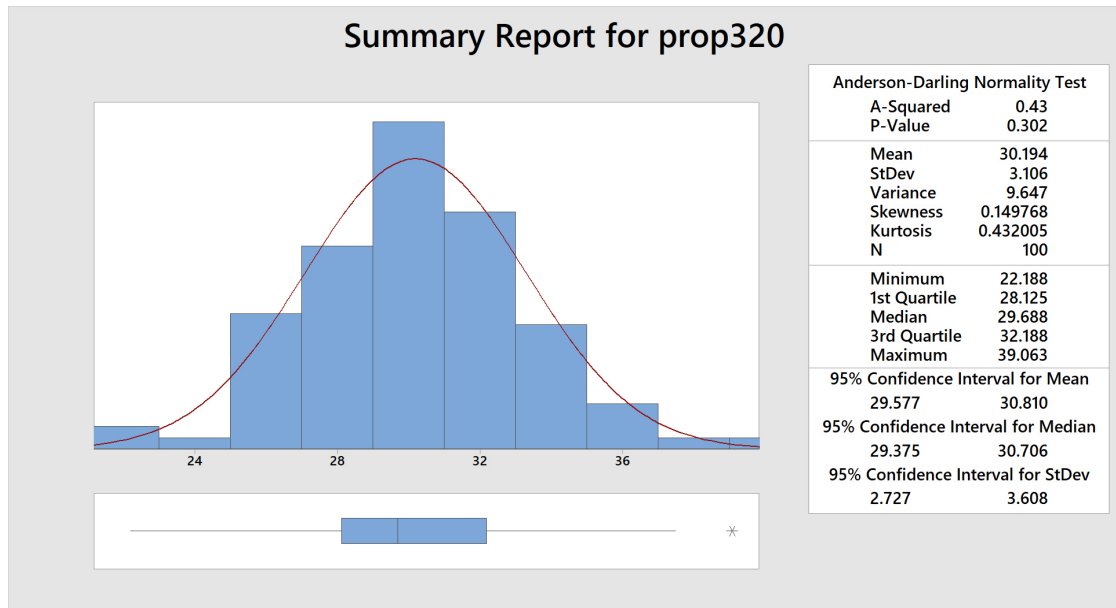 Summary Report for prop320
24 28 32 36
Anderson-Darling Normality Test
A-Squared 0.43
P-Value 0.302
Mean 30.194
StDev 3.106
Variance 9.647
Skewness 0.149768
Kurtosis 0.432005
N 100
Minimum 22.188
1st Quartile 28.125
Median 29.688
3rd Quartile 32.188
Maximum 39.063
95% Confidence Interval for Mean
29.577 30.810
95% Confidence Interval for Median
29.375 30.706
95% Confidence Interval for StDev
2.727 3.608